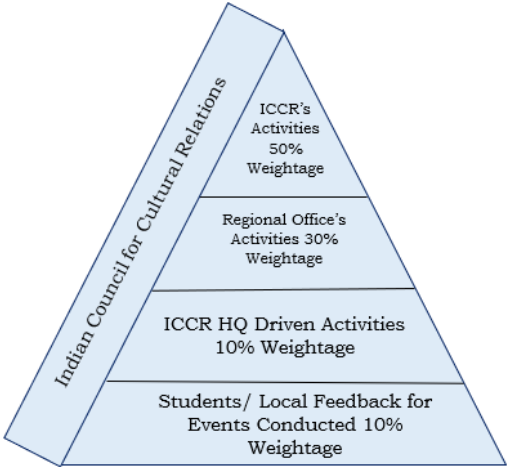 Indian Council for Cultural Relations
ICCR's
Activities
50%
Weightage
Regional Office's
Activities 30%
Weightage
ICCR HQ Driven Activities
10% Weightage
Students/ Local Feedback for
Events Conducted 10%
Weightage